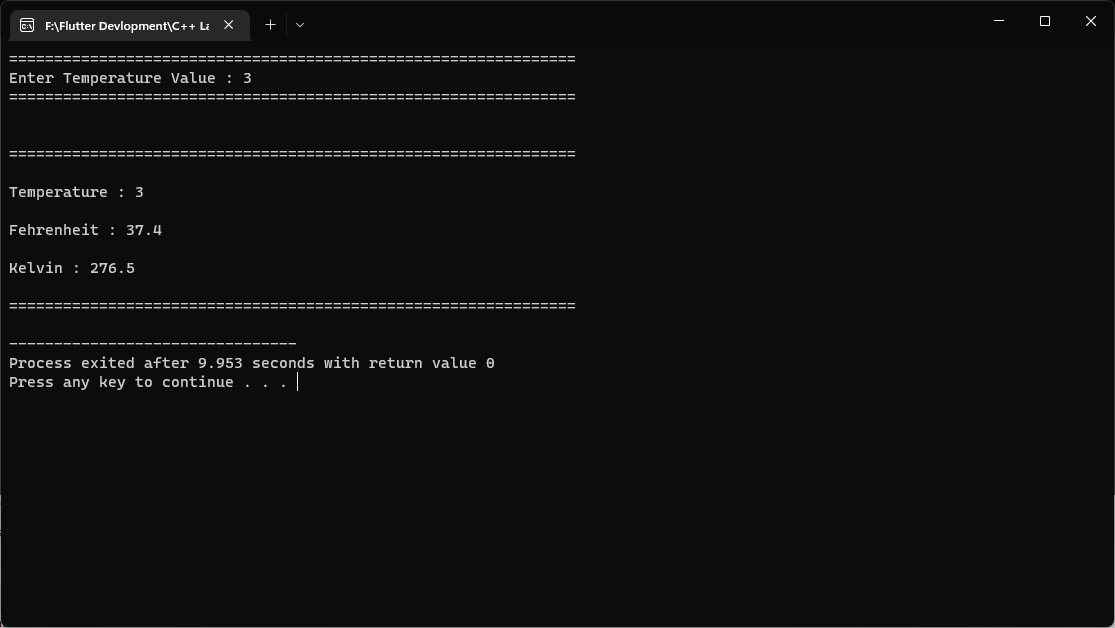 F:\Flutter Devlopment\C++ La
===============================================================
Enter Temperature Value : 3
===============================================================
===============================================================
Temperature : 3
Fehrenheit : 37.4
Kelvin : 276.5
===============================================================
--------------------------------
Process exited after 9.953 seconds with return value 0
Press any key to continue . . .